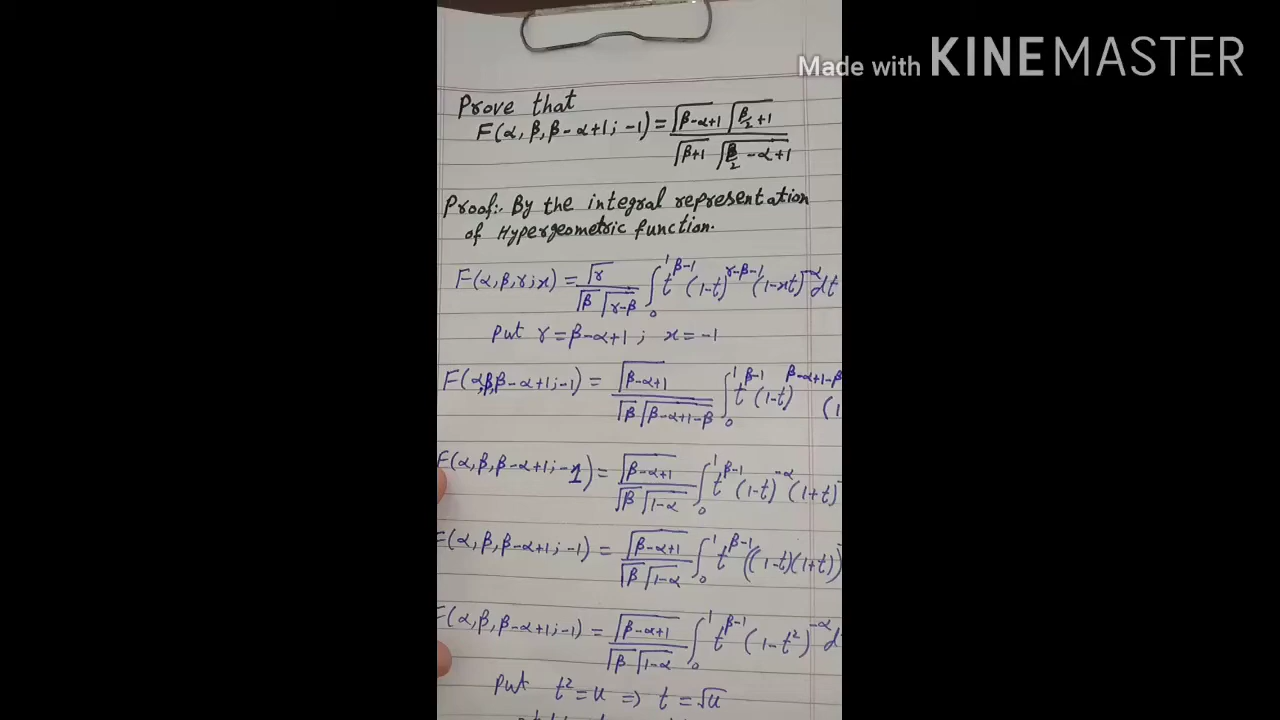 Made with KINEMASTER
Prove that
F(α, β, β-α+1; -1) = Γβ-α+1 Γβ/2+1 / Γβ+1 Γβ/2-α+1
Proof:. By the integral representation
of Hypergeometric function.
F(α, β, γ; x) = Γγ / Γβ Γγ-β ∫₀¹ t^β-1 (1-t)^γ-β-1 (1-xt)^-α dt
put γ = β-α+1 ; x = -1
F(α, β, β-α+1; -1) = Γβ-α+1 / Γβ Γβ-α+1-β ∫₀¹ t^β-1 (1-t)^β-α+1-β (1
F(α, β, β-α+1; -1) = Γβ-α+1 / Γβ Γ1-α ∫₀¹ t^β-1 (1-t)^-α (1+t)^-
F(α, β, β-α+1; -1) = Γβ-α+1 / Γβ Γ1-α ∫₀¹ t^β-1 ((1-t)(1+t))
F(α, β, β-α+1; -1) = Γβ-α+1 / Γβ Γ1-α ∫₀¹ t^β-1 (1-t²)^-α d
put t² = u ⇒ t = √u